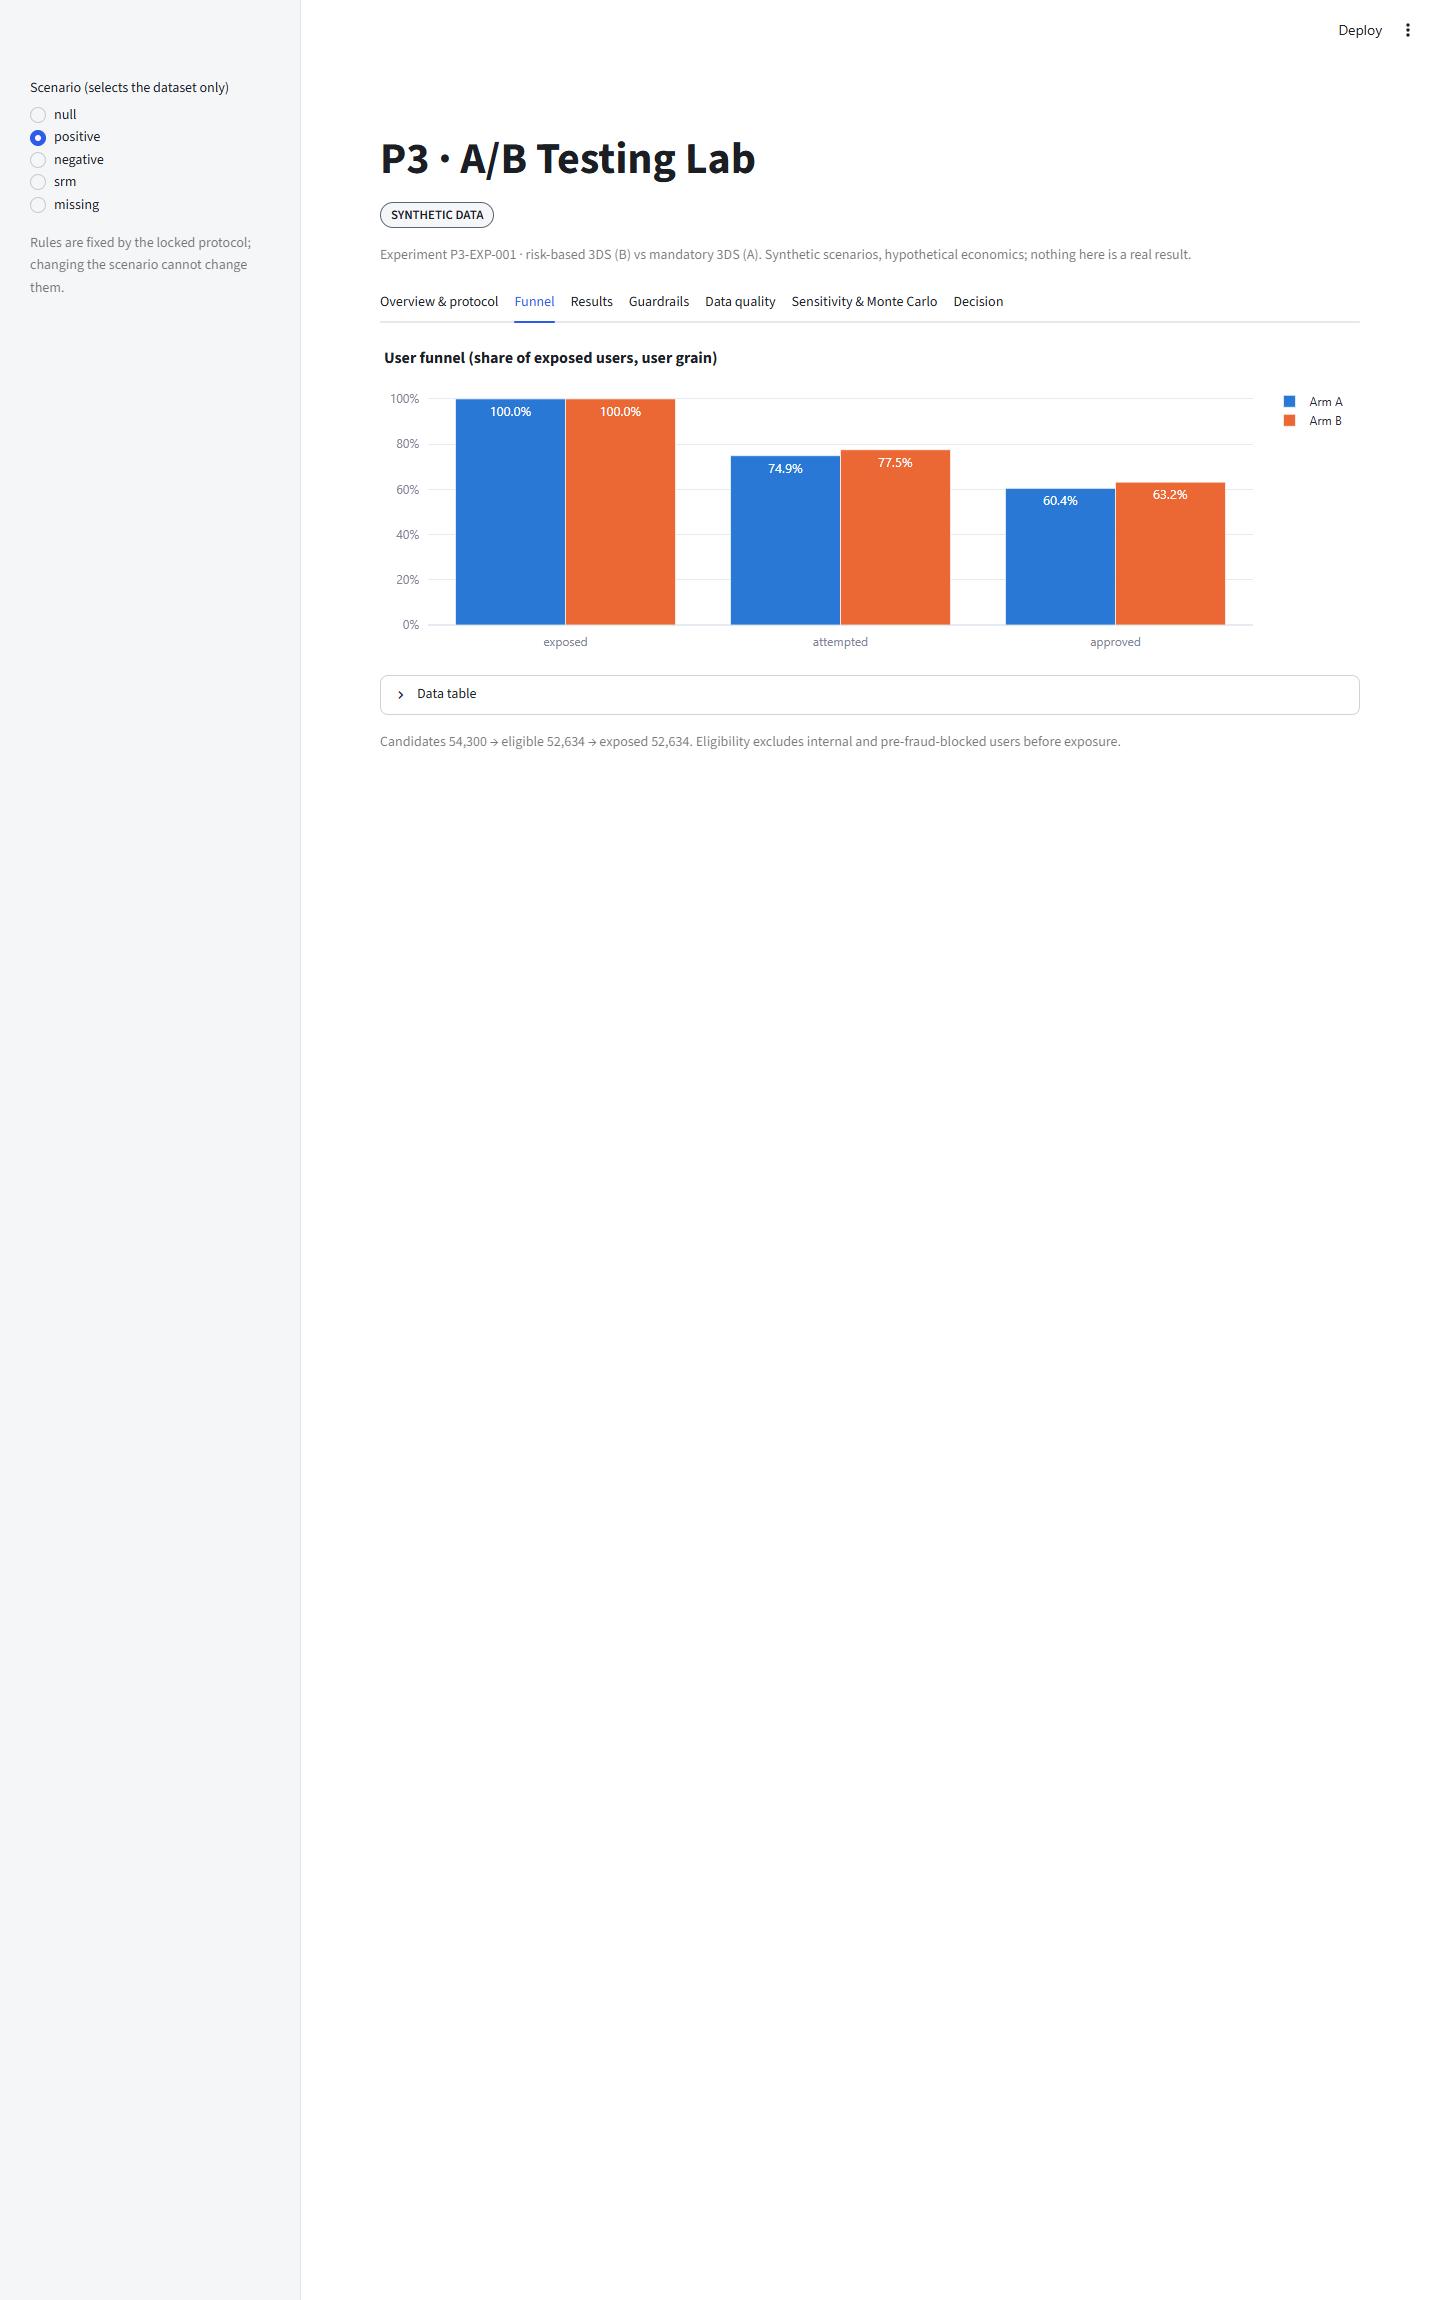 Deploy
Scenario (selects the dataset only)
null
positive
negative
srm
missing
Rules are fixed by the locked protocol;
changing the scenario cannot change
them.
P3 · A/B Testing Lab
SYNTHETIC DATA
Experiment P3-EXP-001 · risk-based 3DS (B) vs mandatory 3DS (A). Synthetic scenarios, hypothetical economics; nothing here is a real result.
Overview & protocol Funnel Results Guardrails Data quality Sensitivity & Monte Carlo Decision
User funnel (share of exposed users, user grain)
100%
80%
60%
40%
20%
0%
100.0% 100.0%
74.9% 77.5%
60.4% 63.2%
exposed attempted approved
Arm A
Arm B
Data table
Candidates 54,300 → eligible 52,634 → exposed 52,634. Eligibility excludes internal and pre-fraud-blocked users before exposure.